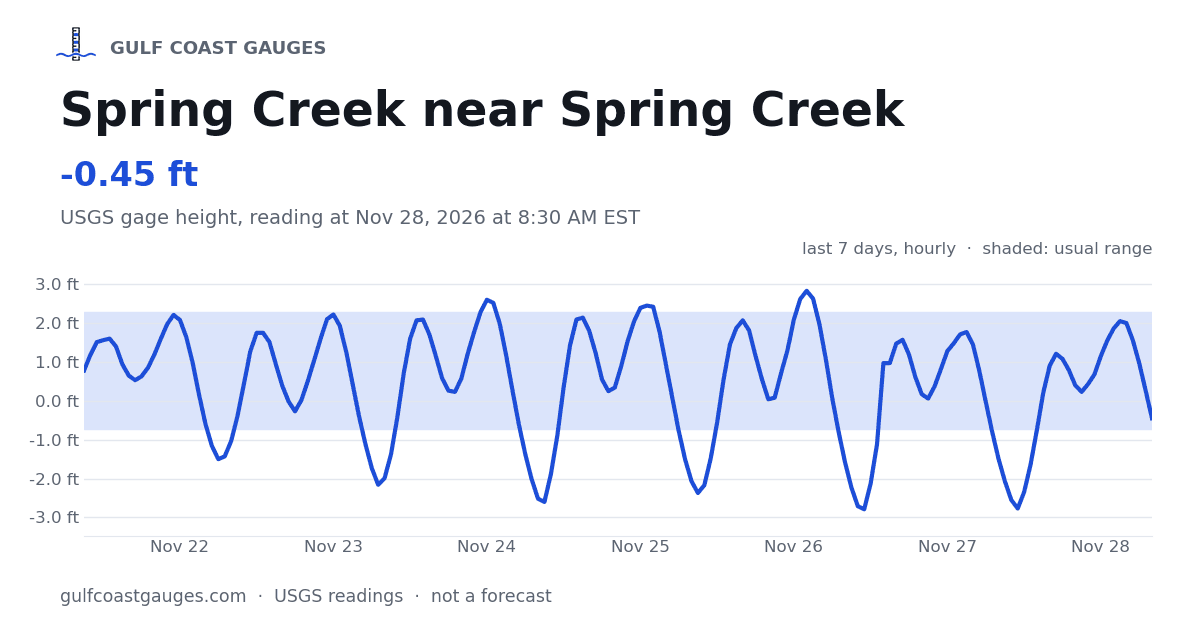 GULF COAST GAUGES
Spring Creek near Spring Creek
-0.45 ft
USGS gage height, reading at Nov 28, 2026 at 8:30 AM EST
last 7 days, hourly · shaded: usual range
3.0 ft
2.0 ft
1.0 ft
0.0 ft
-1.0 ft
-2.0 ft
-3.0 ft
Nov 22 Nov 23 Nov 24 Nov 25 Nov 26 Nov 27 Nov 28
gulfcoastgauges.com · USGS readings · not a forecast